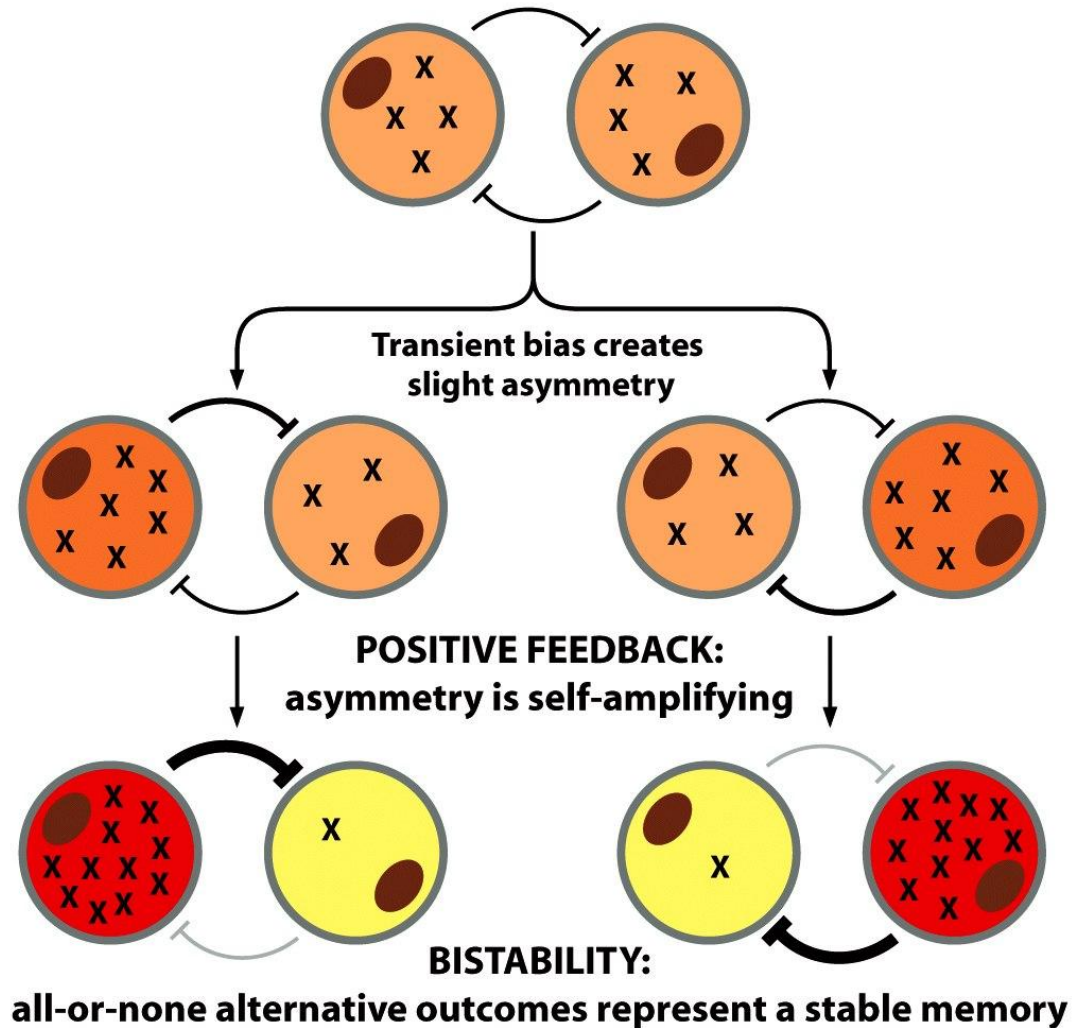 X X X X
X X X X
Transient bias creates
slight asymmetry
X X X X X X
X X X
X X X
X X X X X X
POSITIVE FEEDBACK:
asymmetry is self-amplifying
X X X X X X X X X X X
X
X
X X X X X X X X X X X
BISTABILITY:
all-or-none alternative outcomes represent a stable memory